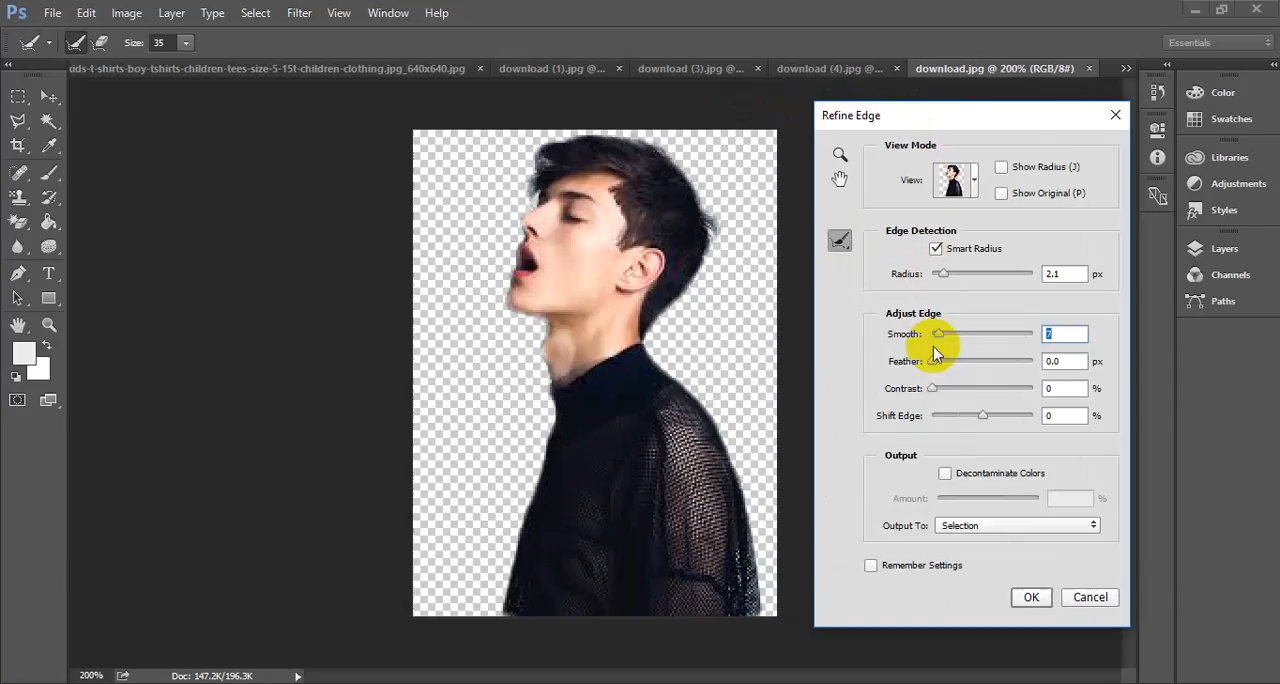 Ps File Edit Image Layer Type Select Filter View Window Help
Size: 35 Essentials
dds-t-shirts-boy-tshirts-children-tees-size-5-15t-children-clothing.jpg_640x640.jpg × download (1).jpg @ ... × download (3).jpg @ ... × download (4).jpg @ ... × download.jpg @ 200% (RGB/8#) ×
Refine Edge
View Mode
View:
Show Radius (J)
Show Original (P)
Edge Detection
Smart Radius
Radius: 2.1 px
Adjust Edge
Smooth: 7
Feather: 0.0 px
Contrast: 0 %
Shift Edge: 0 %
Output
Decontaminate Colors
Amount: %
Output To: Selection
Remember Settings
OK Cancel
Color
Swatches
Libraries
Adjustments
Styles
Layers
Channels
Paths
200% Doc: 147.2K/196.3K